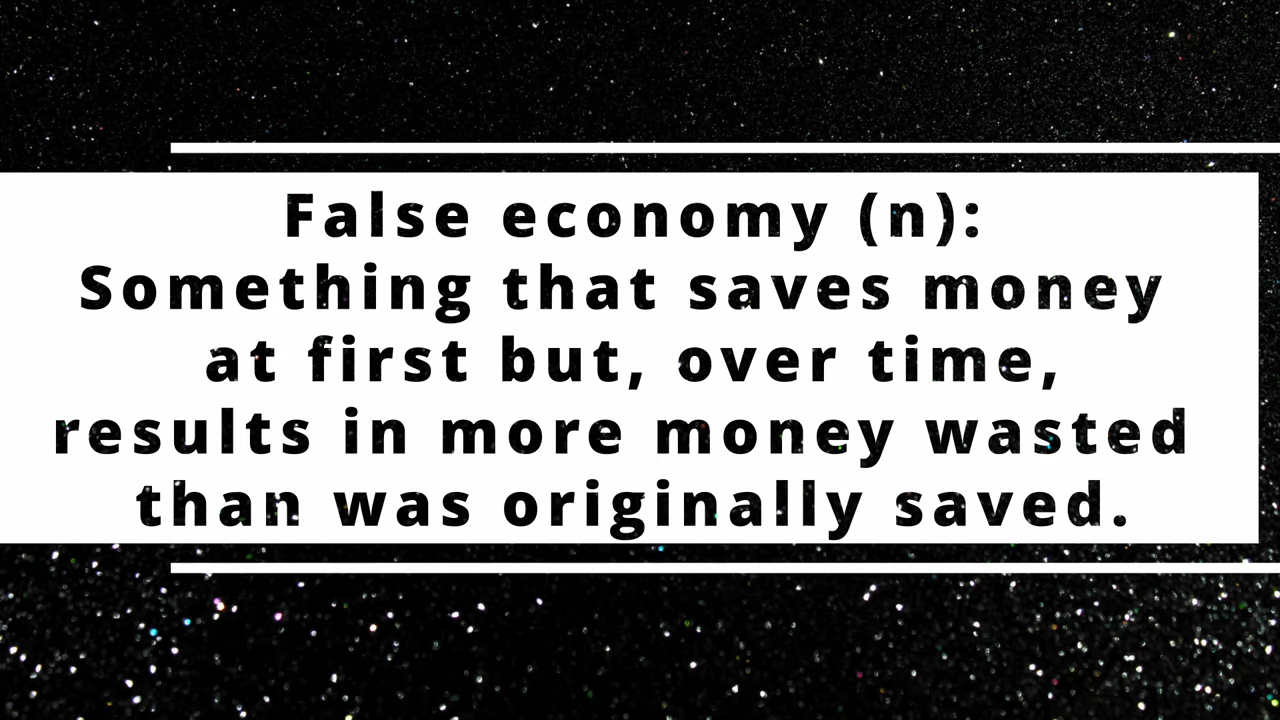 False economy (n):
Something that saves money
at first but, over time,
results in more money wasted
than was originally saved.